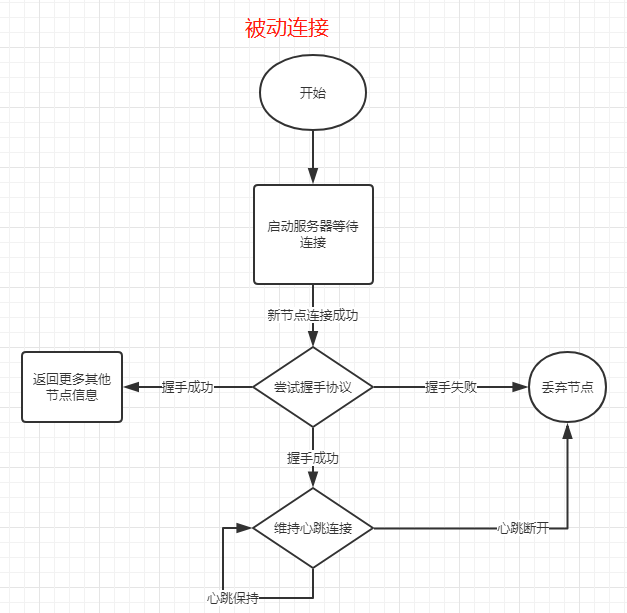 被动连接
开始
启动服务器等待
连接
新节点连接成功
返回更多其他
节点信息
握手成功
尝试握手协议
握手失败
丢弃节点
握手成功
维持心跳连接
心跳断开
心跳保持